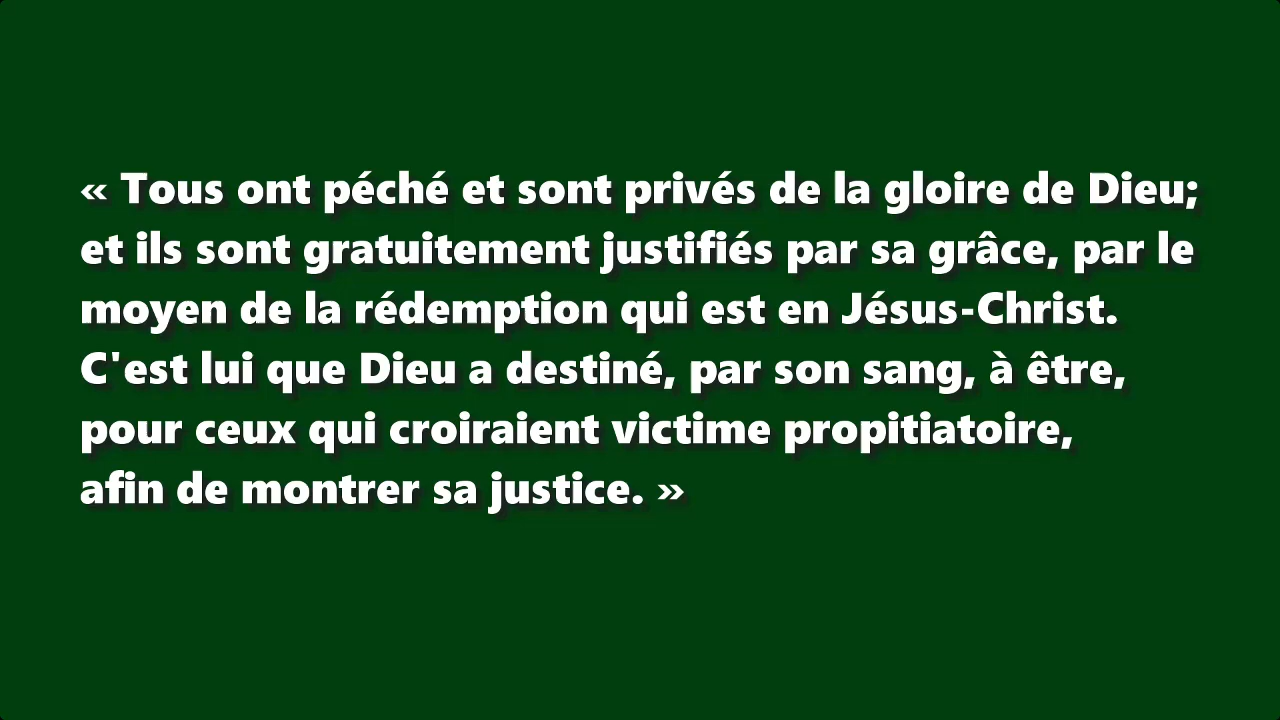 « Tous ont péché et sont privés de la gloire de Dieu;
et ils sont gratuitement justifiés par sa grâce, par le
moyen de la rédemption qui est en Jésus-Christ.
C'est lui que Dieu a destiné, par son sang, à être,
pour ceux qui croiraient victime propitiatoire,
afin de montrer sa justice. »